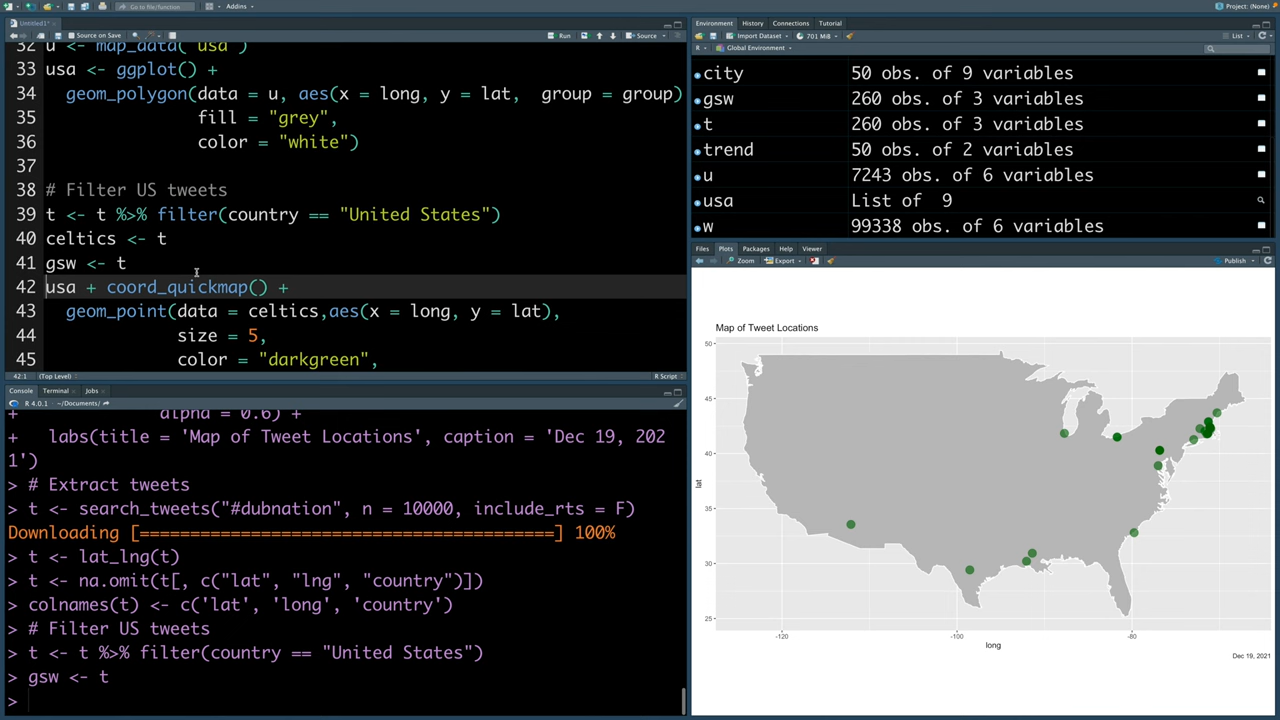 Go to file/function
Addins
Project: (None)
Untitled1*
Source on Save
Run
Source
32 u <- map_data("usa")
33 usa <- ggplot() +
34 geom_polygon(data = u, aes(x = long, y = lat, group = group)
35 fill = "grey",
36 color = "white")
37
38 # Filter US tweets
39 t <- t %>% filter(country == "United States")
40 celtics <- t
41 gsw <- t
42 usa + coord_quickmap() +
43 geom_point(data = celtics,aes(x = long, y = lat),
44 size = 5,
45 color = "darkgreen",
42:1 (Top Level) R Script
Console Terminal Jobs
R 4.0.1 · ~/Documents/
+ alpha = 0.6) +
+ labs(title = 'Map of Tweet Locations', caption = 'Dec 19, 202
1')
> # Extract tweets
> t <- search_tweets("#dubnation", n = 10000, include_rts = F)
Downloading [=========================================] 100%
> t <- lat_lng(t)
> t <- na.omit(t[, c("lat", "lng", "country")])
> colnames(t) <- c('lat', 'long', 'country')
> # Filter US tweets
> t <- t %>% filter(country == "United States")
> gsw <- t
>
Environment History Connections Tutorial
Import Dataset 701 MiB List
R Global Environment
city 50 obs. of 9 variables
gsw 260 obs. of 3 variables
t 260 obs. of 3 variables
trend 50 obs. of 2 variables
u 7243 obs. of 6 variables
usa List of 9
w 99338 obs. of 6 variables
Files Plots Packages Help Viewer
Zoom Export Publish
Map of Tweet Locations
50
45
40
35
30
25
lat
-120 -100 -80
long
Dec 19, 2021